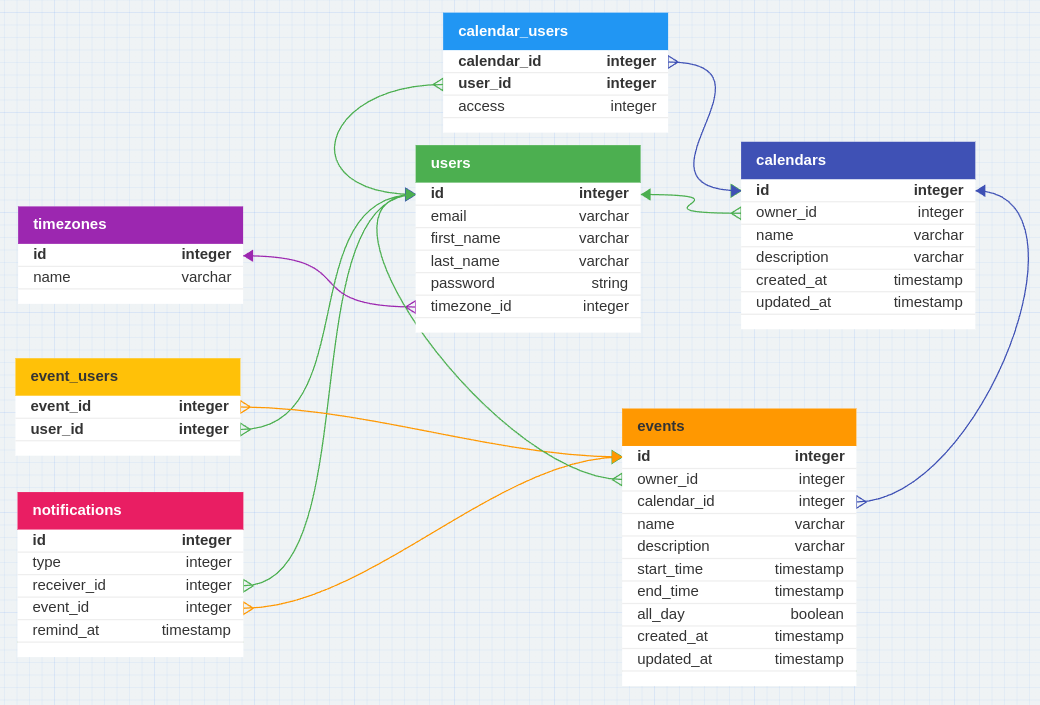 calendar_users
calendar_id integer
user_id integer
access integer
users
id integer
email varchar
first_name varchar
last_name varchar
password string
timezone_id integer
calendars
id integer
owner_id integer
name varchar
description varchar
created_at timestamp
updated_at timestamp
timezones
id integer
name varchar
event_users
event_id integer
user_id integer
notifications
id integer
type integer
receiver_id integer
event_id integer
remind_at timestamp
events
id integer
owner_id integer
calendar_id integer
name varchar
description varchar
start_time timestamp
end_time timestamp
all_day boolean
created_at timestamp
updated_at timestamp